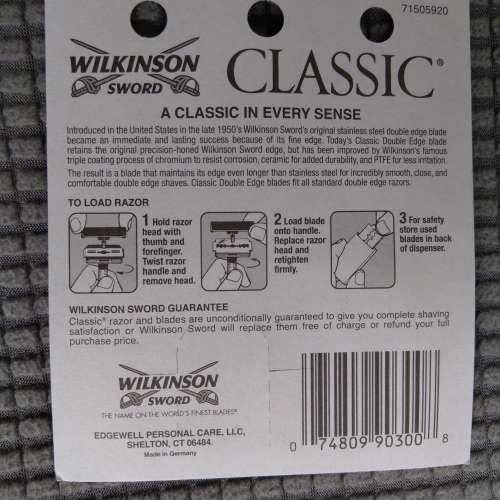 71505920
WILKINSON
SWORD
CLASSIC®
A CLASSIC IN EVERY SENSE
Introduced in the United States in the late 1950's Wilkinson Sword's original stainless steel double edge blade
became an immediate and lasting success because of its fine edge. Today's Classic Double Edge blade
retains the original precision-honed Wilkinson Sword edge, but has been improved by Wilkinson's famous
triple coating process of chromium to resist corrosion, ceramic for added durability, and PTFE for less irritation.
The result is a blade that maintains its edge even longer than stainless steel for incredibly smooth, close, and
comfortable double edge shaves. Classic Double Edge blades fit all standard double edge razors.
TO LOAD RAZOR
1 Hold razor
head with
thumb and
forefinger.
Twist razor
handle and
remove head.
2 Load blade
onto handle.
Replace razor
head and
retighten
firmly.
3 For safety
store used
blades in back
of dispenser.
WILKINSON SWORD GUARANTEE
Classic® razor and blades are unconditionally guaranteed to give you complete shaving
satisfaction or Wilkinson Sword will replace them free of charge or refund your full
purchase price.
WILKINSON
SWORD
THE NAME ON THE WORLD'S FINEST BLADES®
EDGEWELL PERSONAL CARE, LLC,
SHELTON, CT 06484.
Made in Germany
0 74809 90300 8